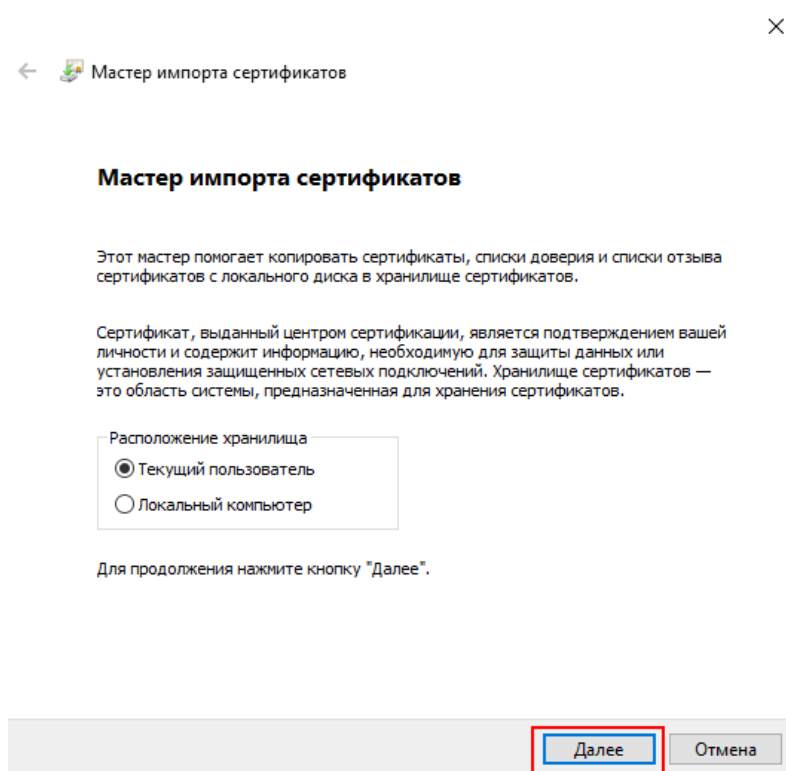 Мастер импорта сертификатов
Мастер импорта сертификатов
Этот мастер помогает копировать сертификаты, списки доверия и списки отзыва
сертификатов с локального диска в хранилище сертификатов.
Сертификат, выданный центром сертификации, является подтверждением вашей
личности и содержит информацию, необходимую для защиты данных или
установления защищенных сетевых подключений. Хранилище сертификатов —
это область системы, предназначенная для хранения сертификатов.
Расположение хранилища
Текущий пользователь
Локальный компьютер
Для продолжения нажмите кнопку "Далее".
Далее Отмена